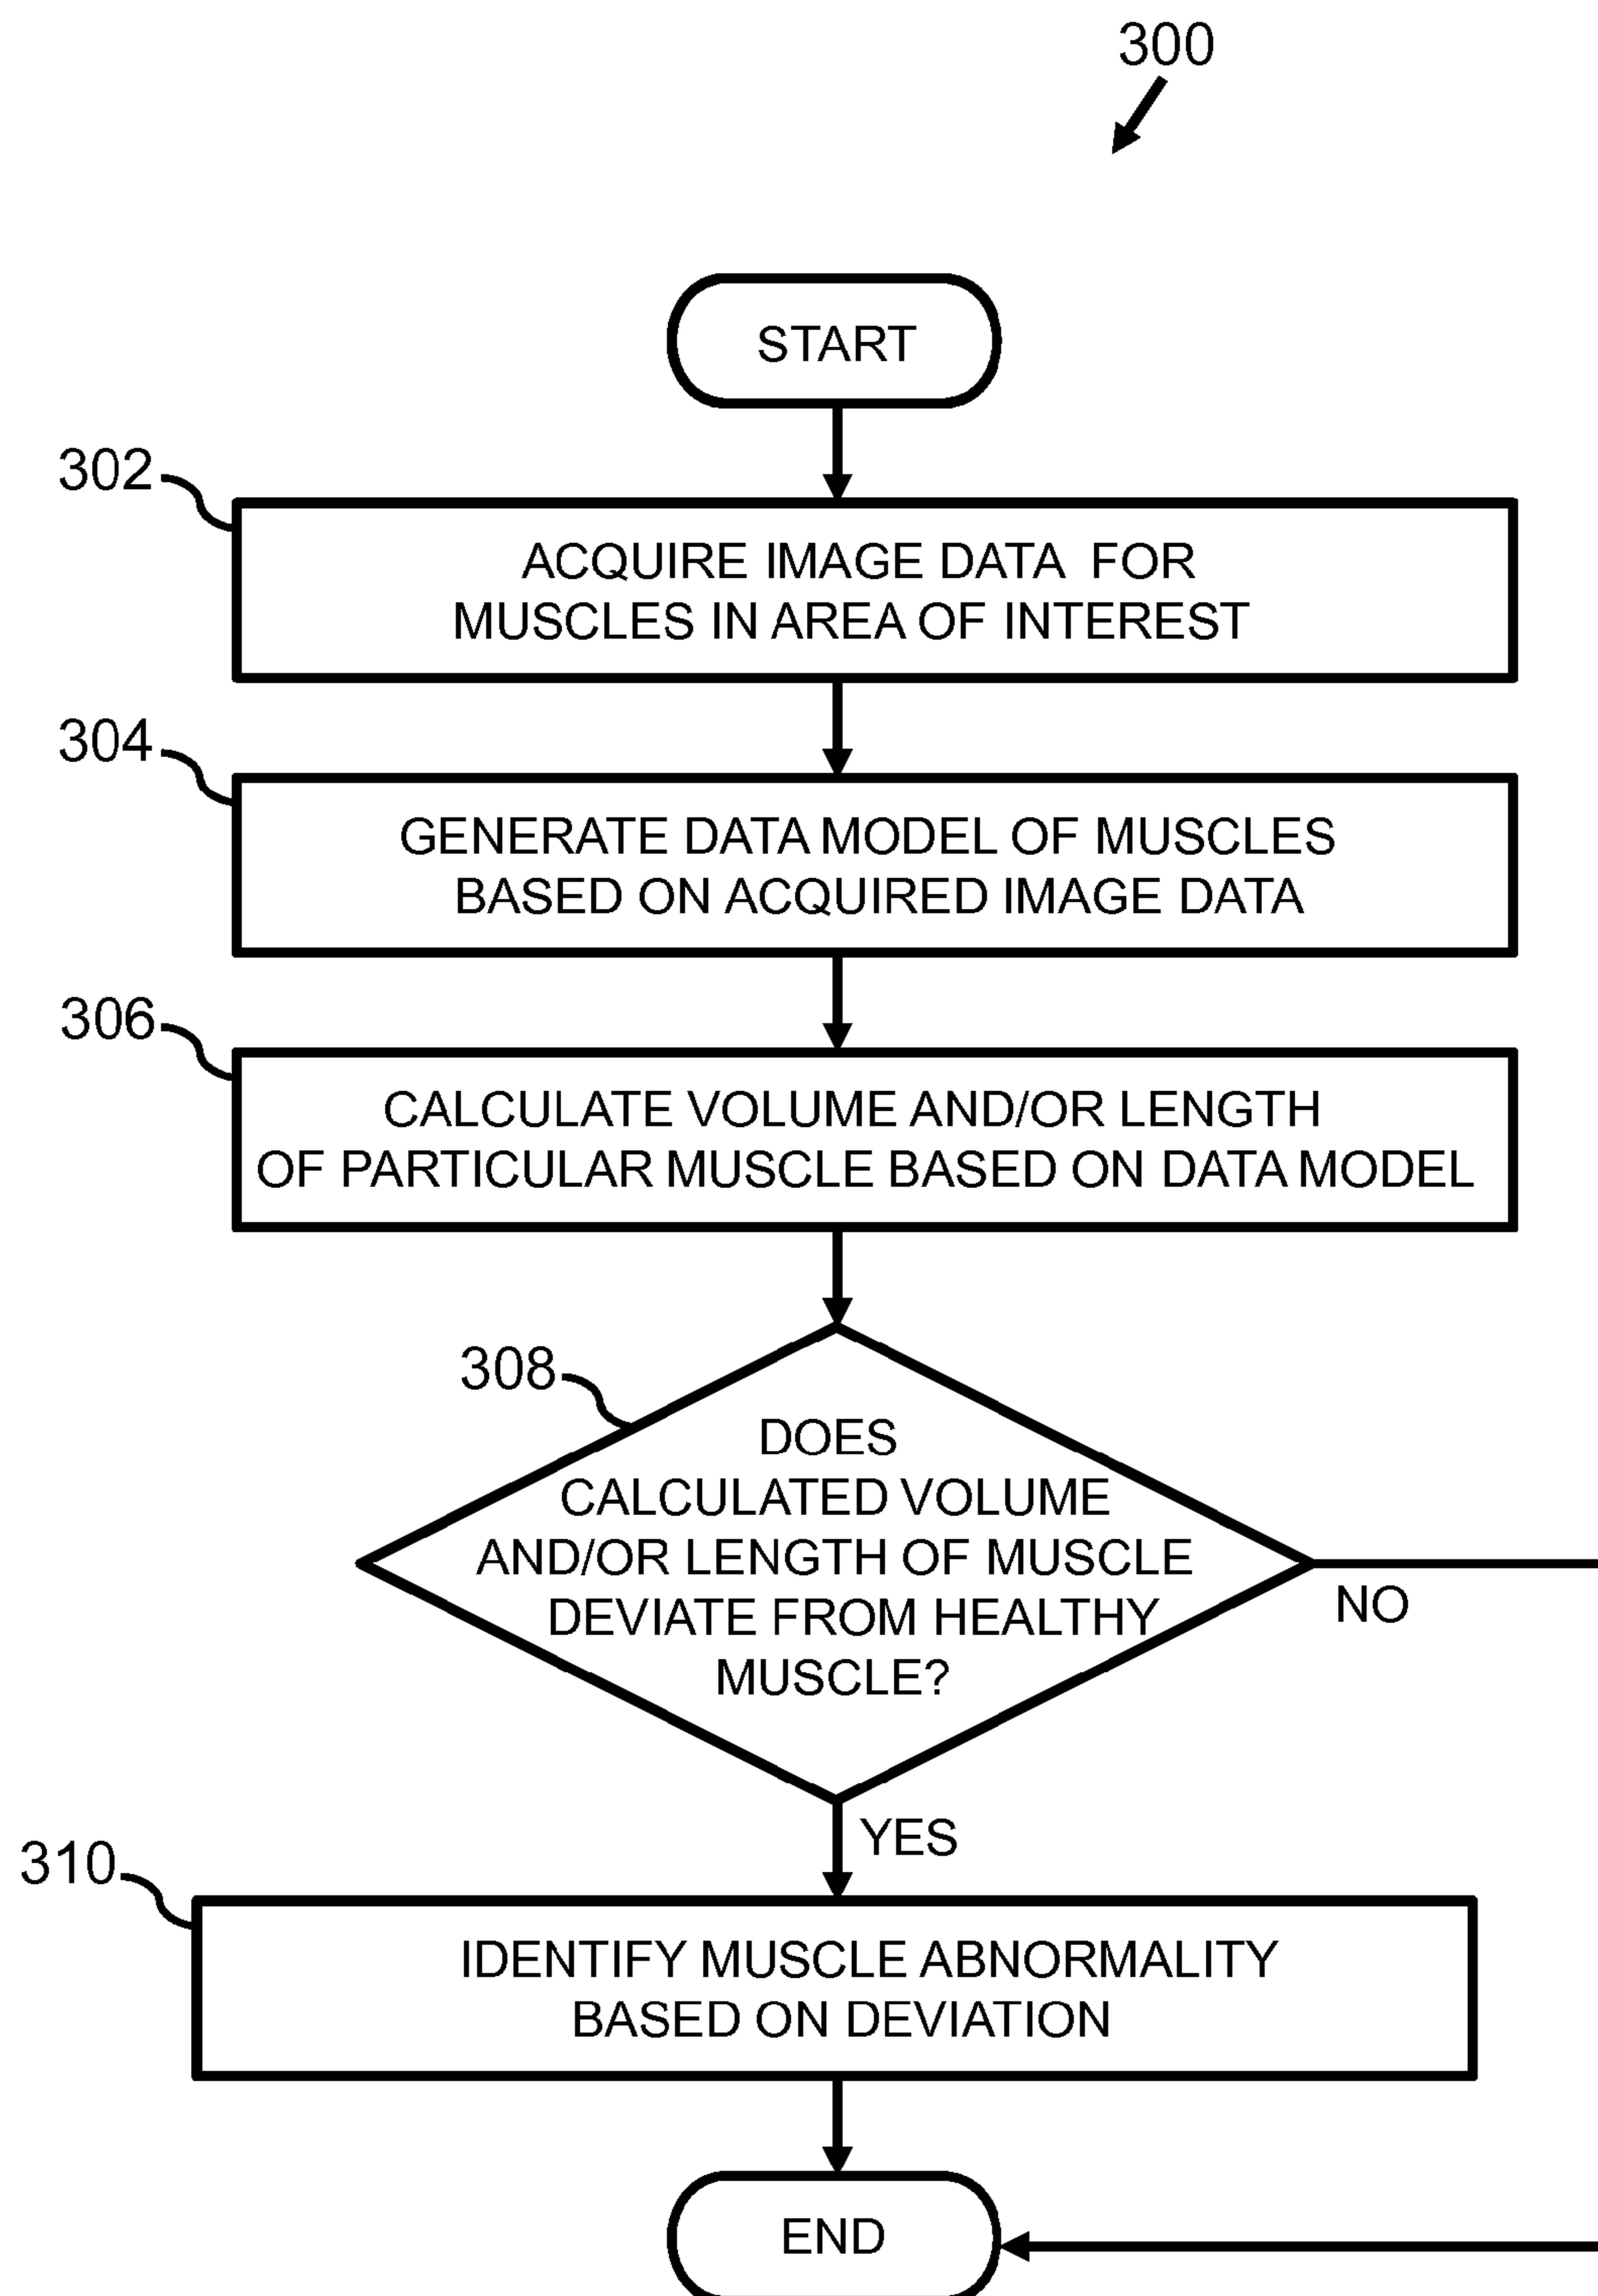 300
START
302
ACQUIRE IMAGE DATA FOR
MUSCLES IN AREA OF INTEREST
304
GENERATE DATA MODEL OF MUSCLES
BASED ON ACQUIRED IMAGE DATA
306
CALCULATE VOLUME AND/OR LENGTH
OF PARTICULAR MUSCLE BASED ON DATA MODEL
308
DOES
CALCULATED VOLUME
AND/OR LENGTH OF MUSCLE
DEVIATE FROM HEALTHY
MUSCLE?
NO
YES
310
IDENTIFY MUSCLE ABNORMALITY
BASED ON DEVIATION
END